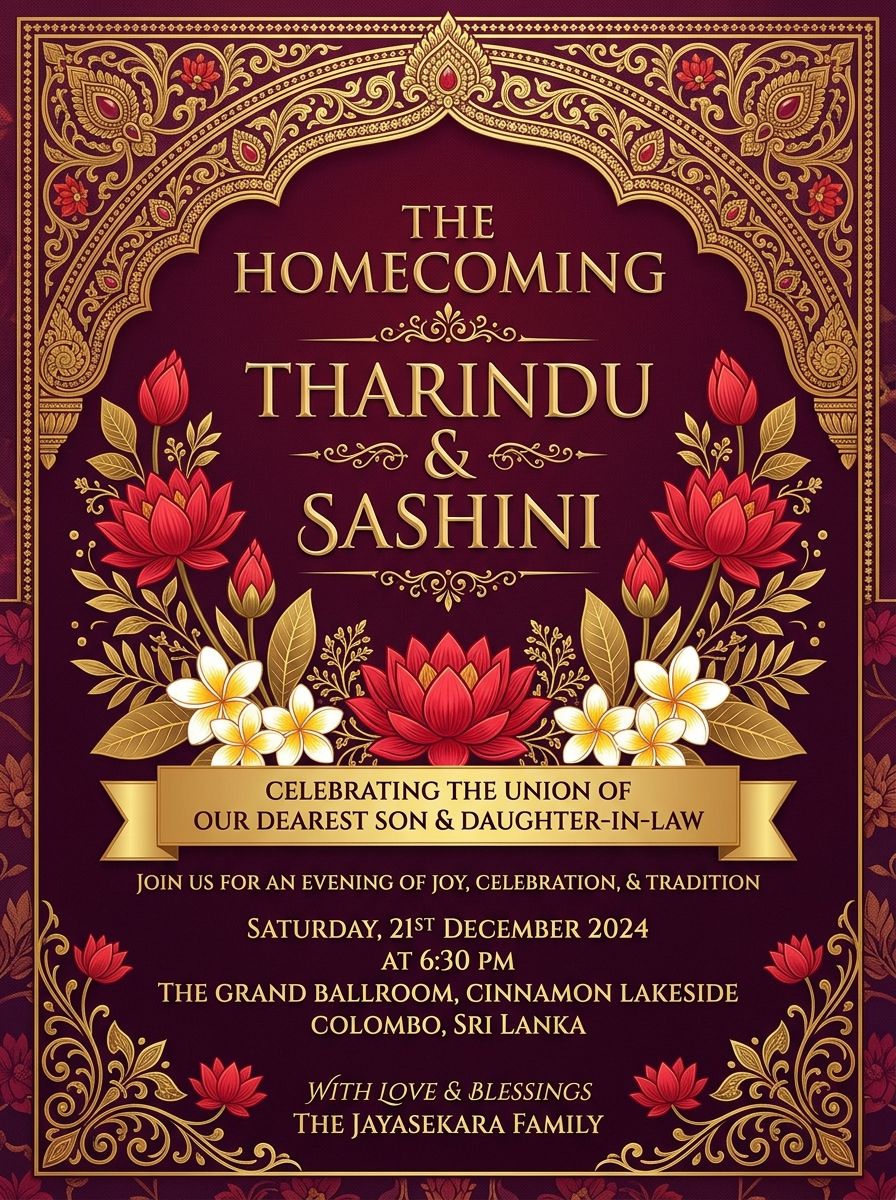 THE
HOMECOMING
THARINDU
&
SASHINI
CELEBRATING THE UNION OF
OUR DEAREST SON & DAUGHTER-IN-LAW
JOIN US FOR AN EVENING OF JOY, CELEBRATION, & TRADITION
SATURDAY, 21ST DECEMBER 2024
AT 6:30 PM
THE GRAND BALLROOM, CINNAMON LAKESIDE
COLOMBO, SRI LANKA
WITH LOVE & BLESSINGS
THE JAYASEKARA FAMILY